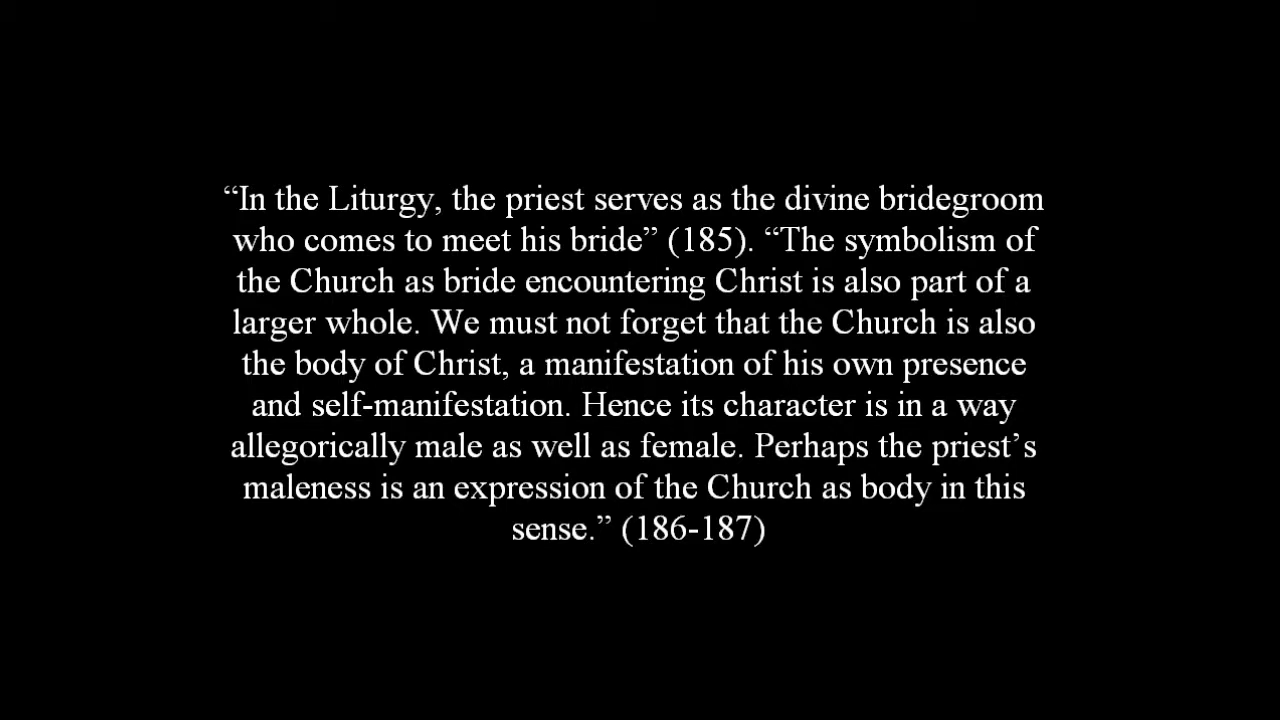 “In the Liturgy, the priest serves as the divine bridegroom
who comes to meet his bride” (185). “The symbolism of
the Church as bride encountering Christ is also part of a
larger whole. We must not forget that the Church is also
the body of Christ, a manifestation of his own presence
and self-manifestation. Hence its character is in a way
allegorically male as well as female. Perhaps the priest’s
maleness is an expression of the Church as body in this
sense.” (186-187)